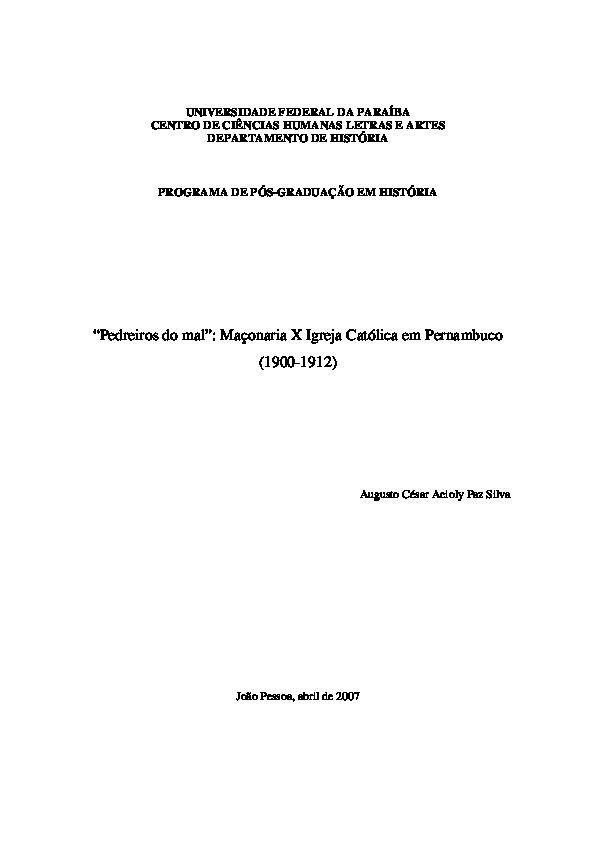 UNIVERSIDADE FEDERAL DA PARAÍBA
CENTRO DE CIÊNCIAS HUMANAS LETRAS E ARTES
DEPARTAMENTO DE HISTÓRIA
PROGRAMA DE PÓS-GRADUAÇÃO EM HISTÓRIA
“Pedreiros do mal”: Maçonaria X Igreja Católica em Pernambuco
(1900-1912)
Augusto César Acioly Paz Silva
João Pessoa, abril de 2007